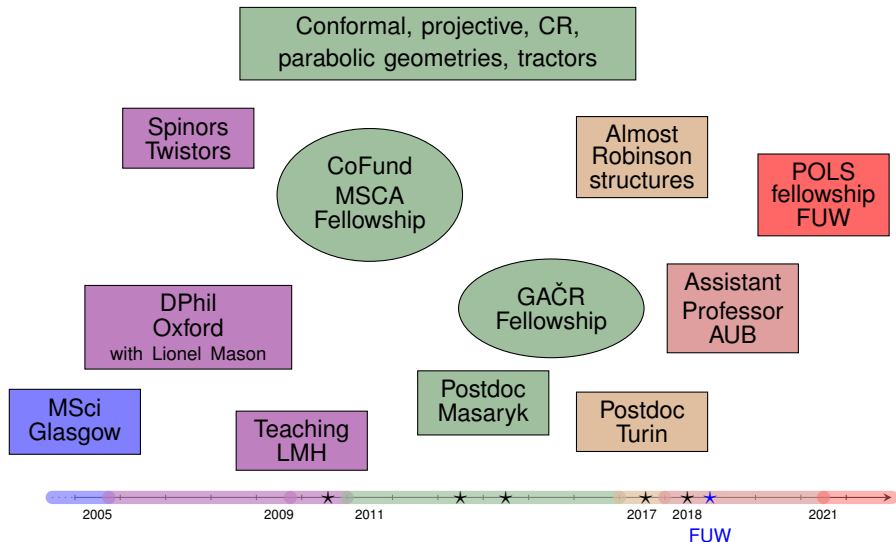 Conformal, projective, CR,
parabolic geometries, tractors
Spinors
Twistors
CoFund
MSCA
Fellowship
Almost
Robinson
structures
POLS
fellowship
FUW
DPhil
Oxford
with Lionel Mason
GAČR
Fellowship
Assistant
Professor
AUB
MSci
Glasgow
Teaching
LMH
Postdoc
Masaryk
Postdoc
Turin
2005
2009
2011
2017
2018
2021
FUW